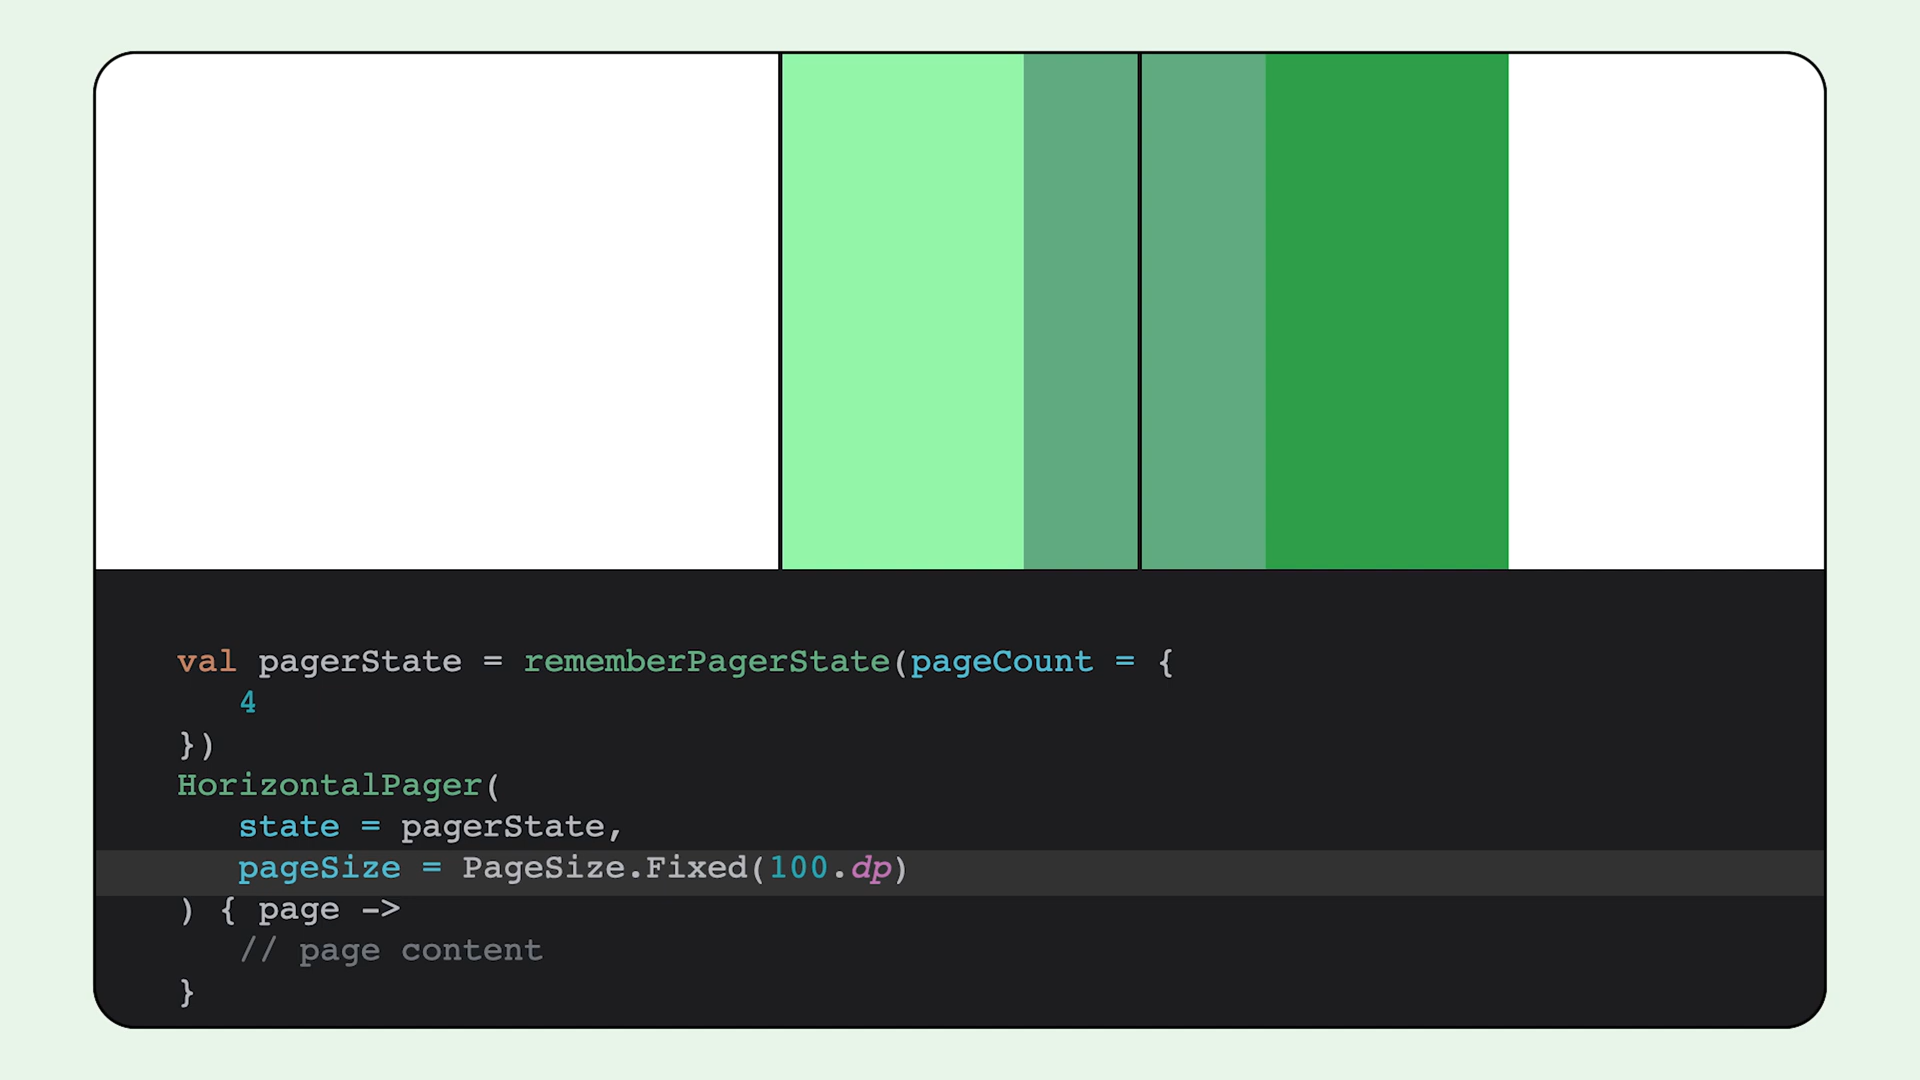 val pagerState = rememberPagerState(pageCount = {
4
})
HorizontalPager(
state = pagerState,
pageSize = PageSize.Fixed(100.dp)
) { page ->
// page content
}